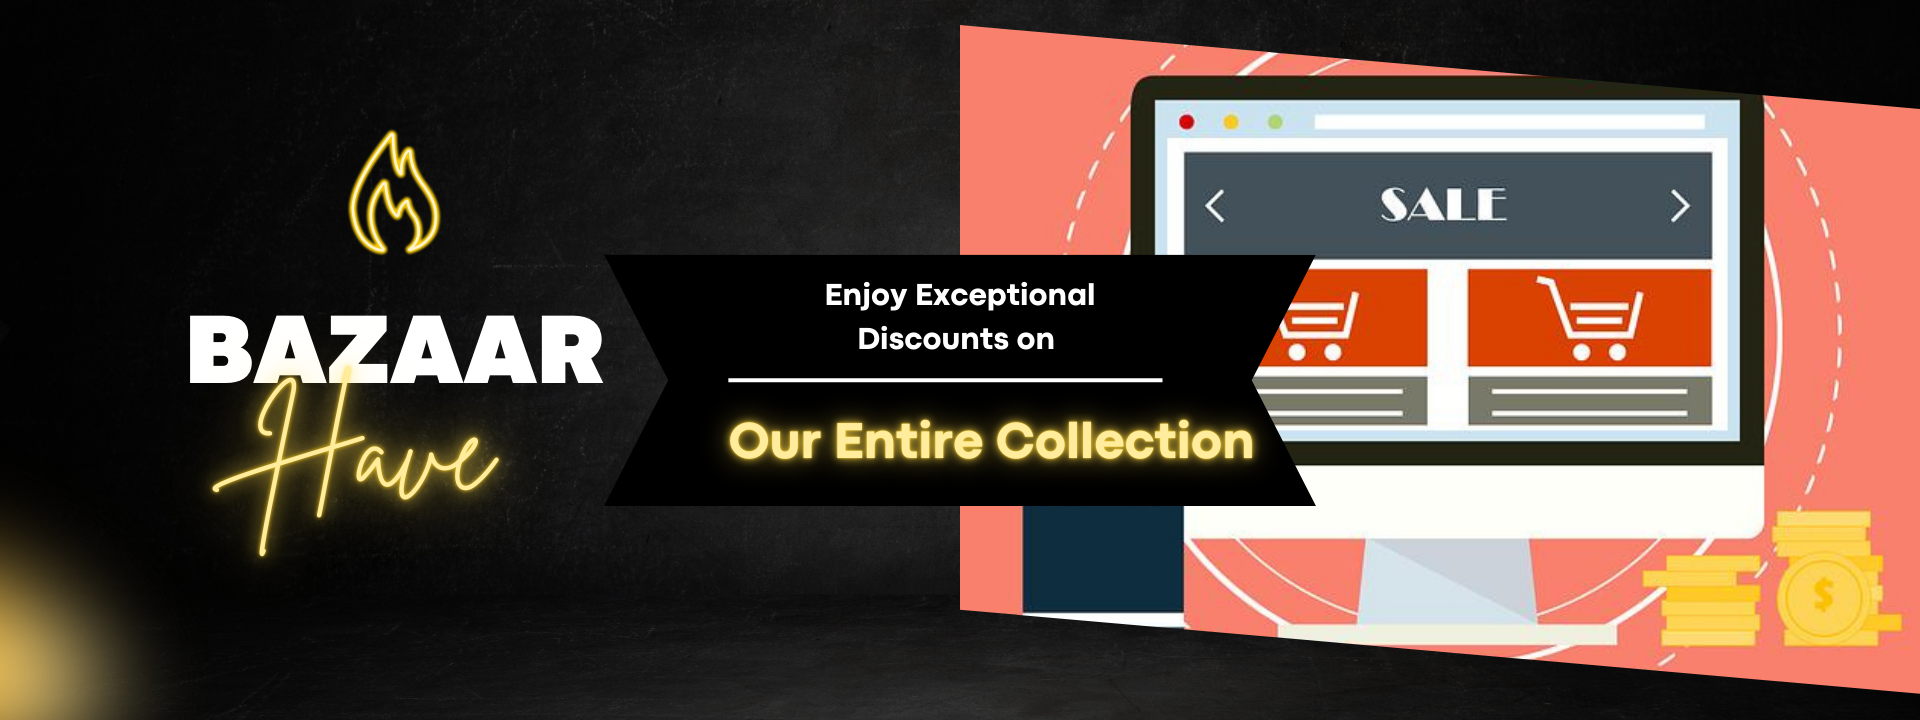 BAZAAR
Have
Enjoy Exceptional
Discounts on
Our Entire Collection
SALE
$